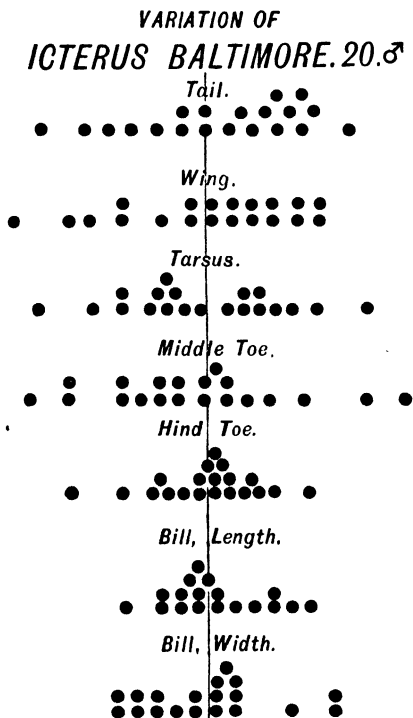 VARIATION OF
ICTERUS BALTIMORE. 20. ♂
Tail.
Wing.
Tarsus.
Middle Toe.
Hind Toe.
Bill, Length.
Bill, Width.